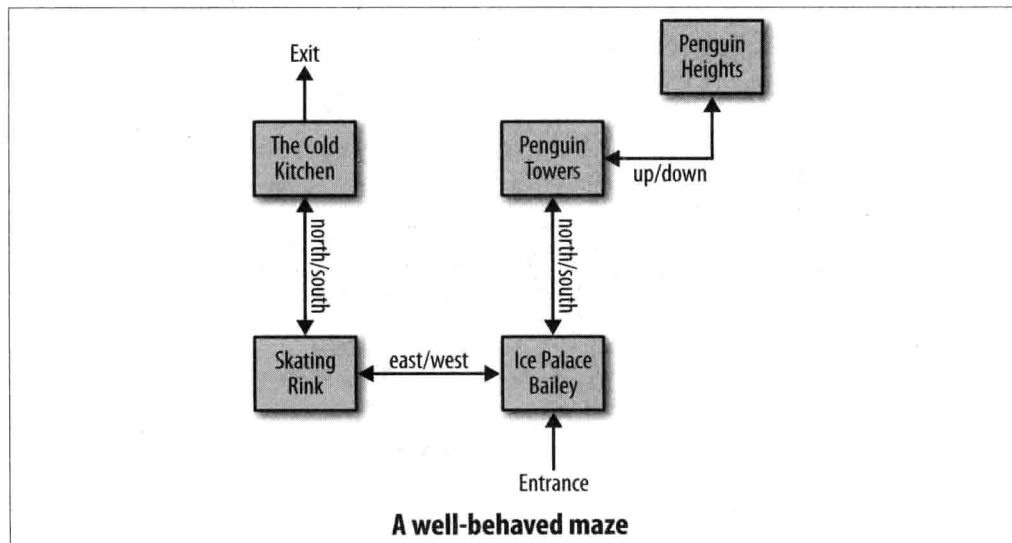 Penguin
Heights
Exit
The Cold
Kitchen
Penguin
Towers
up/down
north/south
north/south
Skating
Rink
east/west
Ice Palace
Bailey
Entrance
A well-behaved maze